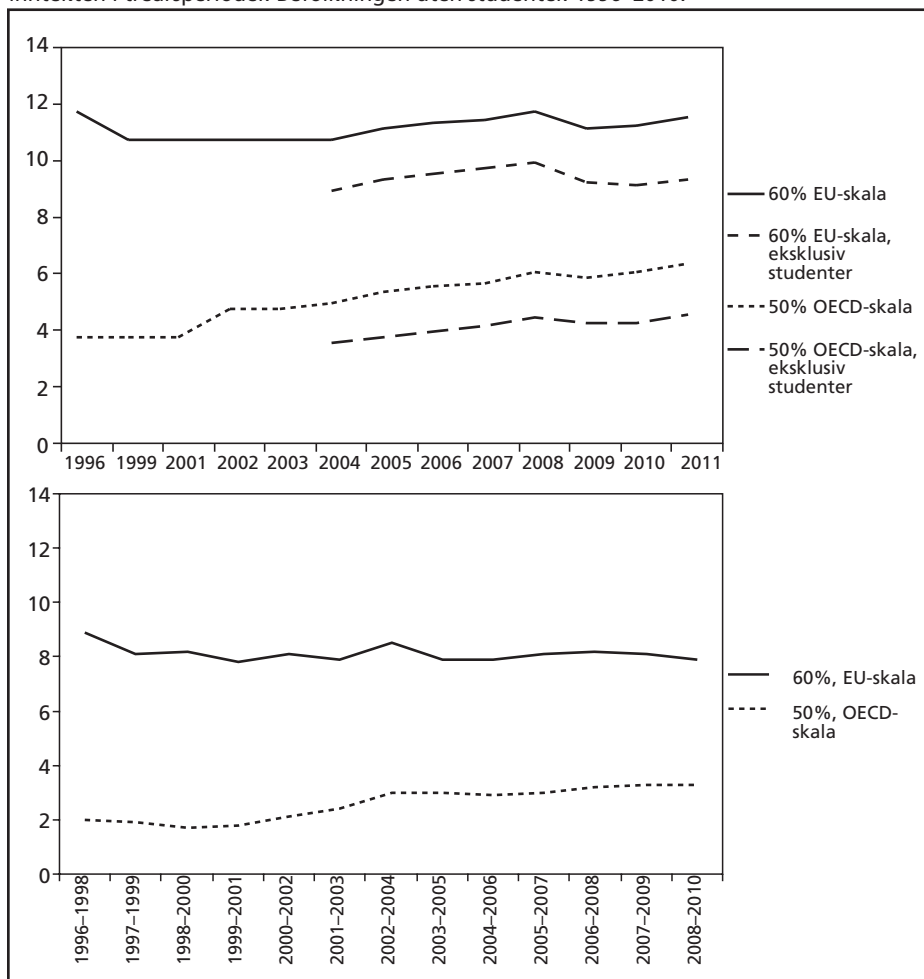 inntekten i Befolkningen uten studenter. 1996–2010.
14
12
10
8
6
4
2
0
1996 1999 2001 2002 2003 2004 2005 2006 2007 2008 2009 2010 2011
60% EU-skala
60% EU-skala,
eksklusiv
studenter
50% OECD-skala
50% OECD-skala,
eksklusiv
studenter
14
12
10
8
6
4
2
0
1996–1998
1997–1999
1998–2000
1999–2001
2000–2002
2001–2003
2002–2004
2003–2005
2004–2006
2005–2007
2006–2008
2007–2009
2008–2010
60%, EU-skala
50%, OECD-
skala